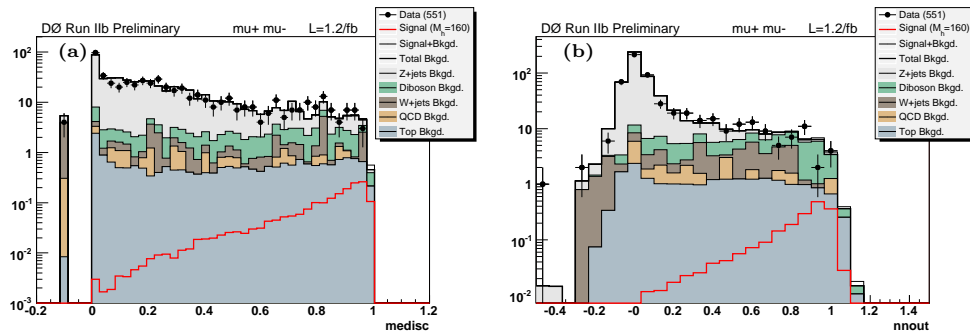 DØ Run IIb Preliminary mu+ mu- L=1.2/fb
(a)
Data (551)
Signal (Mh=160)
Signal+Bkgd.
Total Bkgd.
Z+jets Bkgd.
Diboson Bkgd.
W+jets Bkgd.
QCD Bkgd.
Top Bkgd.
10²
10
1
10⁻¹
10⁻²
10⁻³
-0.2 0 0.2 0.4 0.6 0.8 1 1.2
medisc
DØ Run IIb Preliminary mu+ mu- L=1.2/fb
(b)
Data (551)
Signal (Mh=160)
Signal+Bkgd.
Total Bkgd.
Z+jets Bkgd.
Diboson Bkgd.
W+jets Bkgd.
QCD Bkgd.
Top Bkgd.
10²
10
1
10⁻¹
10⁻²
-0.4 -0.2 -0 0.2 0.4 0.6 0.8 1 1.2 1.4
nnout